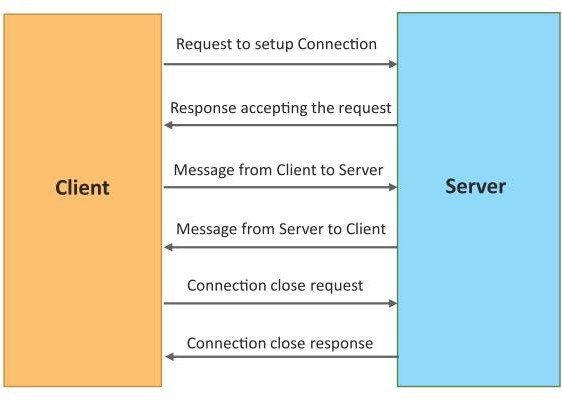 Request to setup Connection
Response accepting the request
Message from Client to Server
Client
Server
Message from Server to Client
Connection close request
Connection close response